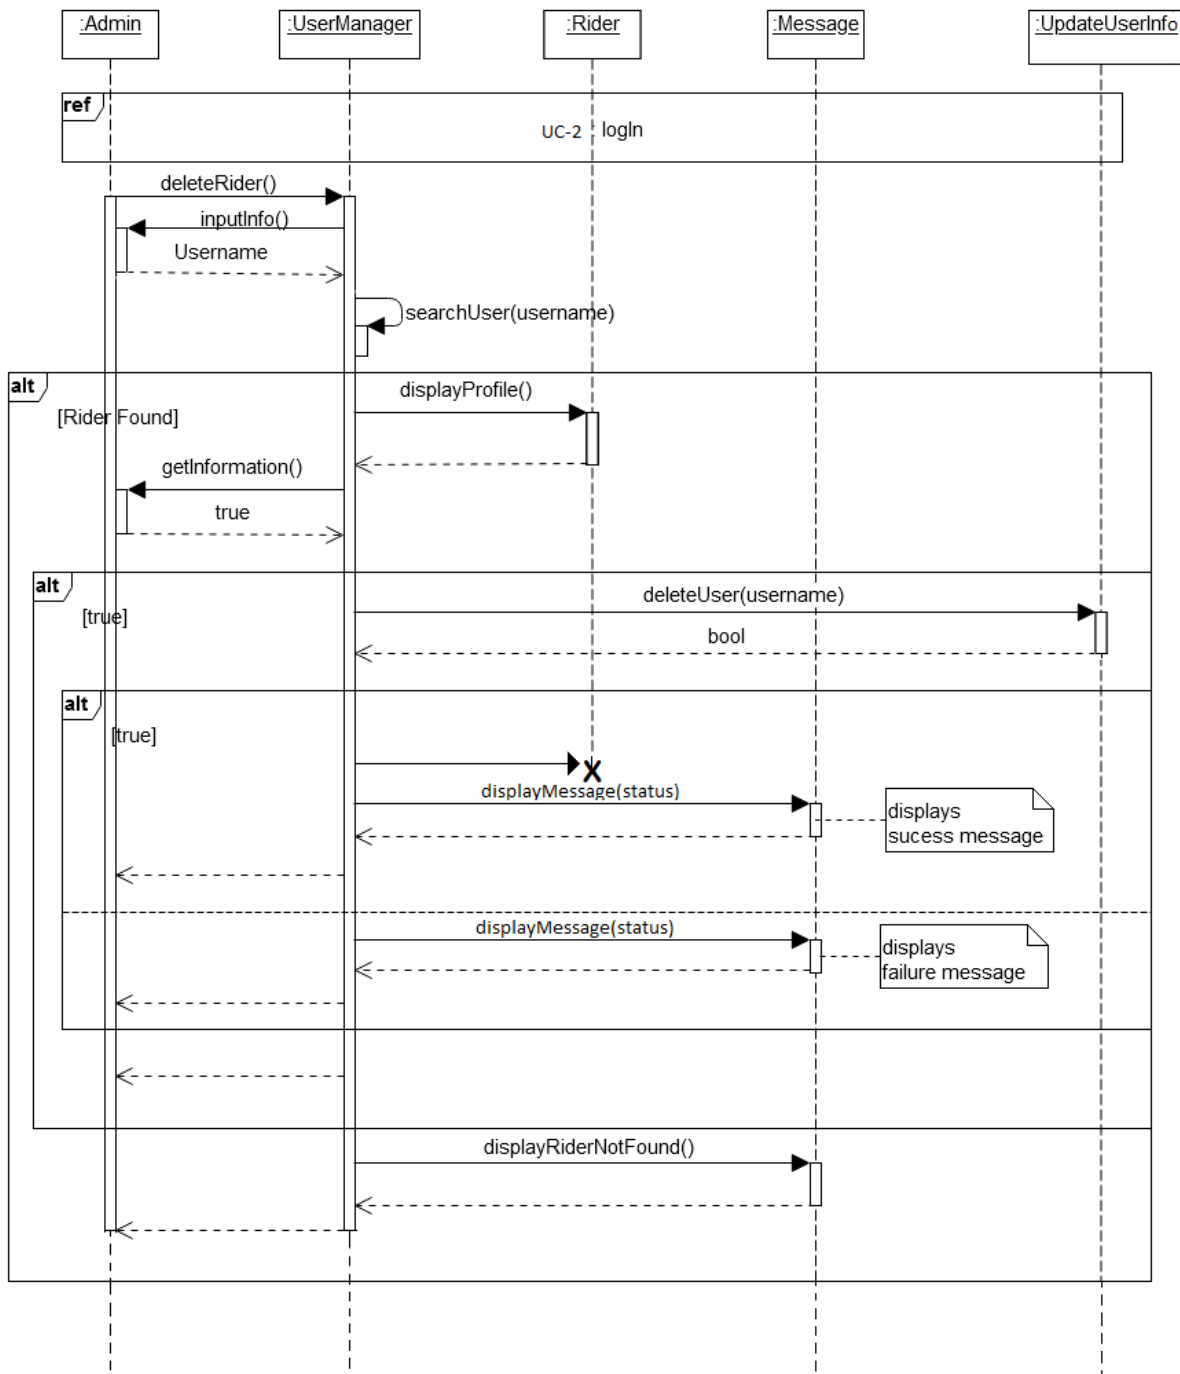 :Admin
:UserManager
:Rider
:Message
:UpdateUserInfo
ref
UC-2 : logIn
deleteRider()
inputInfo()
Username
searchUser(username)
alt
displayProfile()
[Rider Found]
getInformation()
true
alt
[true]
deleteUser(username)
bool
alt
[true]
displayMessage(status)
displays
sucess message
displayMessage(status)
displays
failure message
displayRiderNotFound()